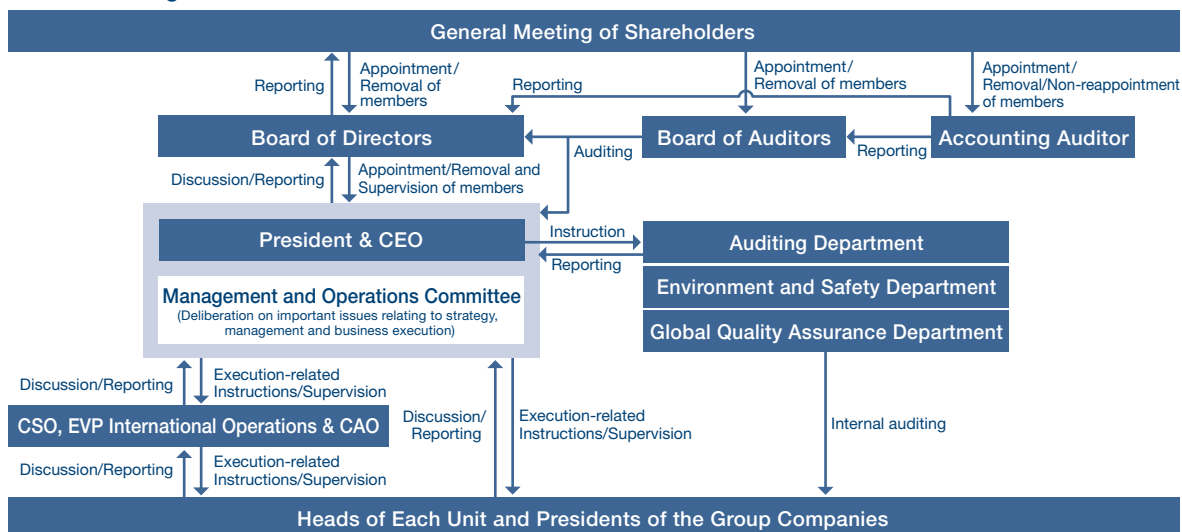 General Meeting of Shareholders
Reporting
Appointment/
Removal of
members
Reporting
Appointment/
Removal of members
Appointment/
Removal/Non-reappointment
of members
Board of Directors
Auditing
Board of Auditors
Reporting
Accounting Auditor
Discussion/Reporting
Appointment/Removal and
Supervision of members
President & CEO
Instruction
Reporting
Auditing Department
Management and Operations Committee
(Deliberation on important issues relating to strategy,
management and business execution)
Environment and Safety Department
Global Quality Assurance Department
Discussion/Reporting
Execution-related
Instructions/Supervision
CSO, EVP International Operations & CAO
Discussion/
Reporting
Execution-related
Instructions/Supervision
Internal auditing
Discussion/Reporting
Execution-related
Instructions/Supervision
Heads of Each Unit and Presidents of the Group Companies